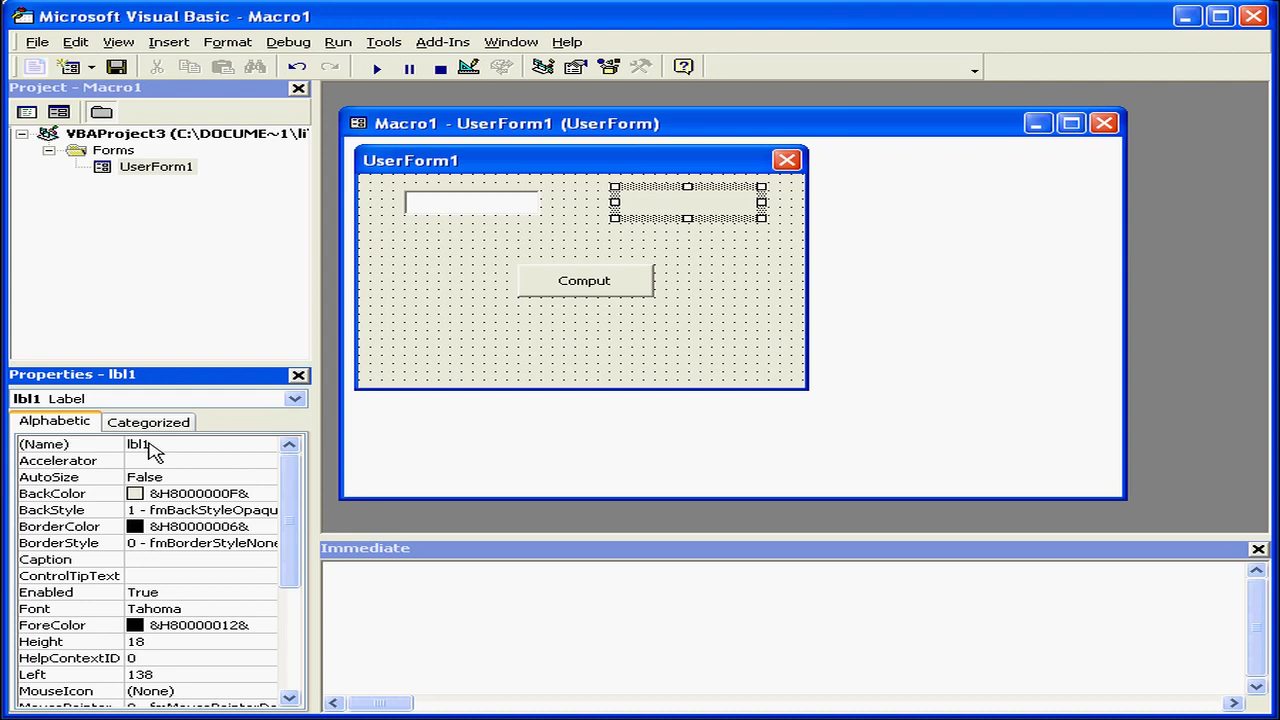 Microsoft Visual Basic - Macro1
File Edit View Insert Format Debug Run Tools Add-Ins Window Help
Project - Macro1
VBAProject3 (C:\DOCUME~1\li
Forms
UserForm1
Macro1 - UserForm1 (UserForm)
UserForm1
Comput
Properties - lbl1
lbl1 Label
Alphabetic Categorized
(Name) lbl1
Accelerator
AutoSize False
BackColor &H8000000F&
BackStyle 1 - fmBackStyleOpaqu
BorderColor &H80000006&
BorderStyle 0 - fmBorderStyleNone
Caption
ControlTipText
Enabled True
Font Tahoma
ForeColor &H80000012&
Height 18
HelpContextID 0
Left 138
MouseIcon (None)
Immediate